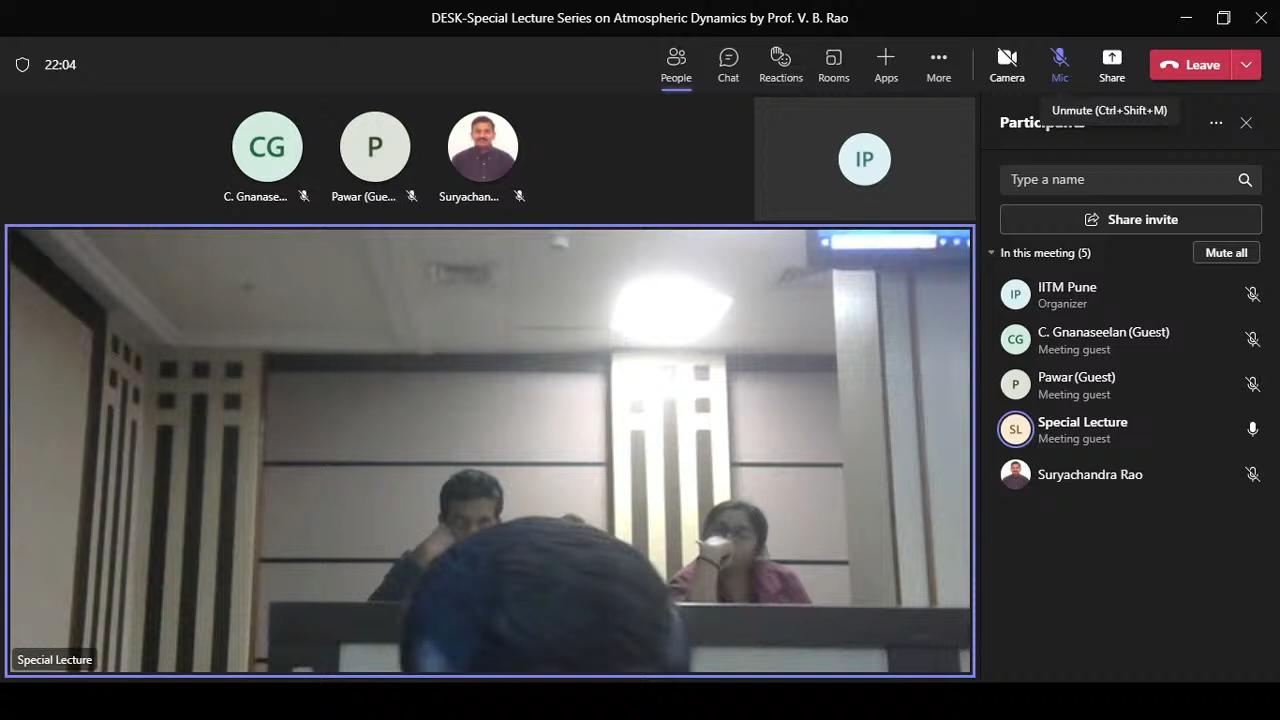 DESK-Special Lecture Series on Atmospheric Dynamics by Prof. V. B. Rao
22:04
People
Chat
Reactions
Rooms
Apps
More
Camera
Mic
Share
Leave
Unmute (Ctrl+Shift+M)
CG
P
C. Gnanase...
Pawar (Gue...
Suryachan...
IP
Type a name
Share invite
In this meeting (5)
Mute all
IP
IITM Pune
Organizer
CG
C. Gnanaseelan (Guest)
Meeting guest
P
Pawar (Guest)
Meeting guest
SL
Special Lecture
Meeting guest
Suryachandra Rao
Special Lecture